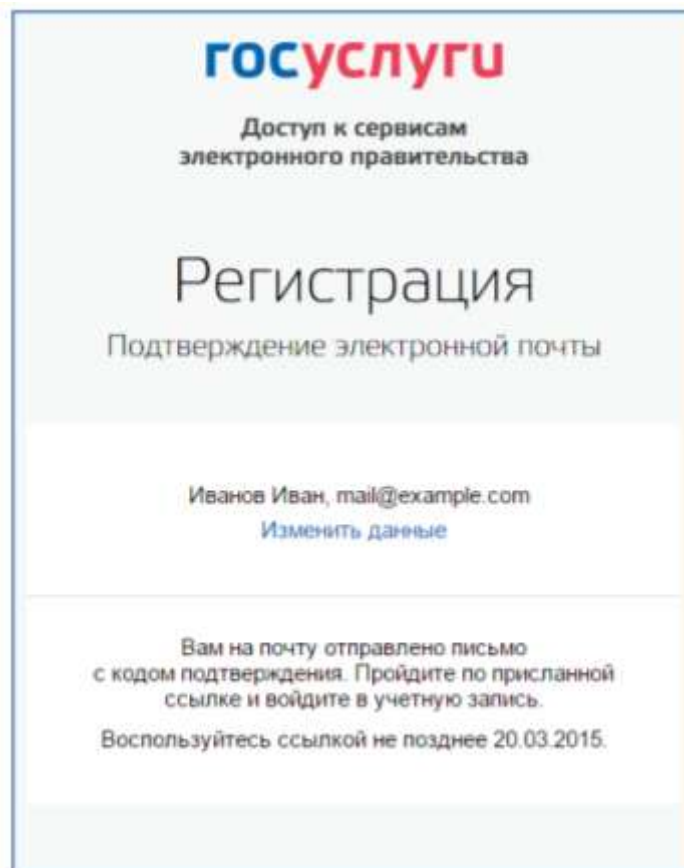 госуслуги
Доступ к сервисам
электронного правительства
Регистрация
Подтверждение электронной почты
Иванов Иван, mail@example.com
Изменить данные
Вам на почту отправлено письмо
с кодом подтверждения. Пройдите по присланной
ссылке и войдите в учетную запись.
Воспользуйтесь ссылкой не позднее 20.03.2015.